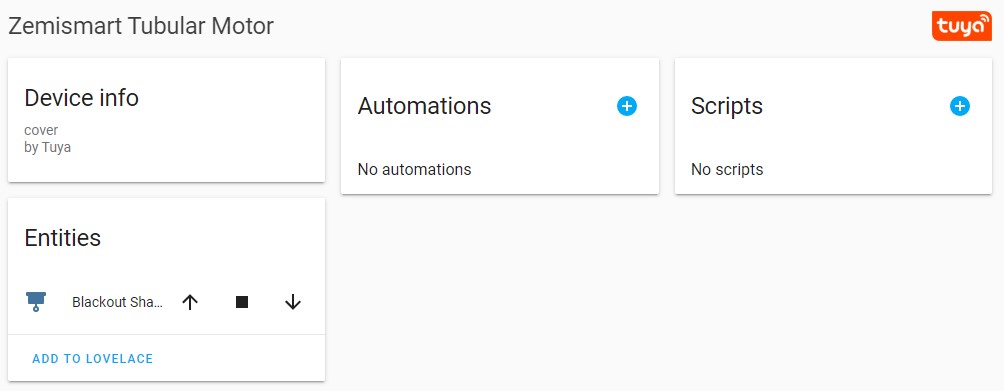 Zemismart Tubular Motor
tuya
Device info
cover
by Tuya
Automations
No automations
Scripts
No scripts
Entities
Blackout Sha...
ADD TO LOVELACE